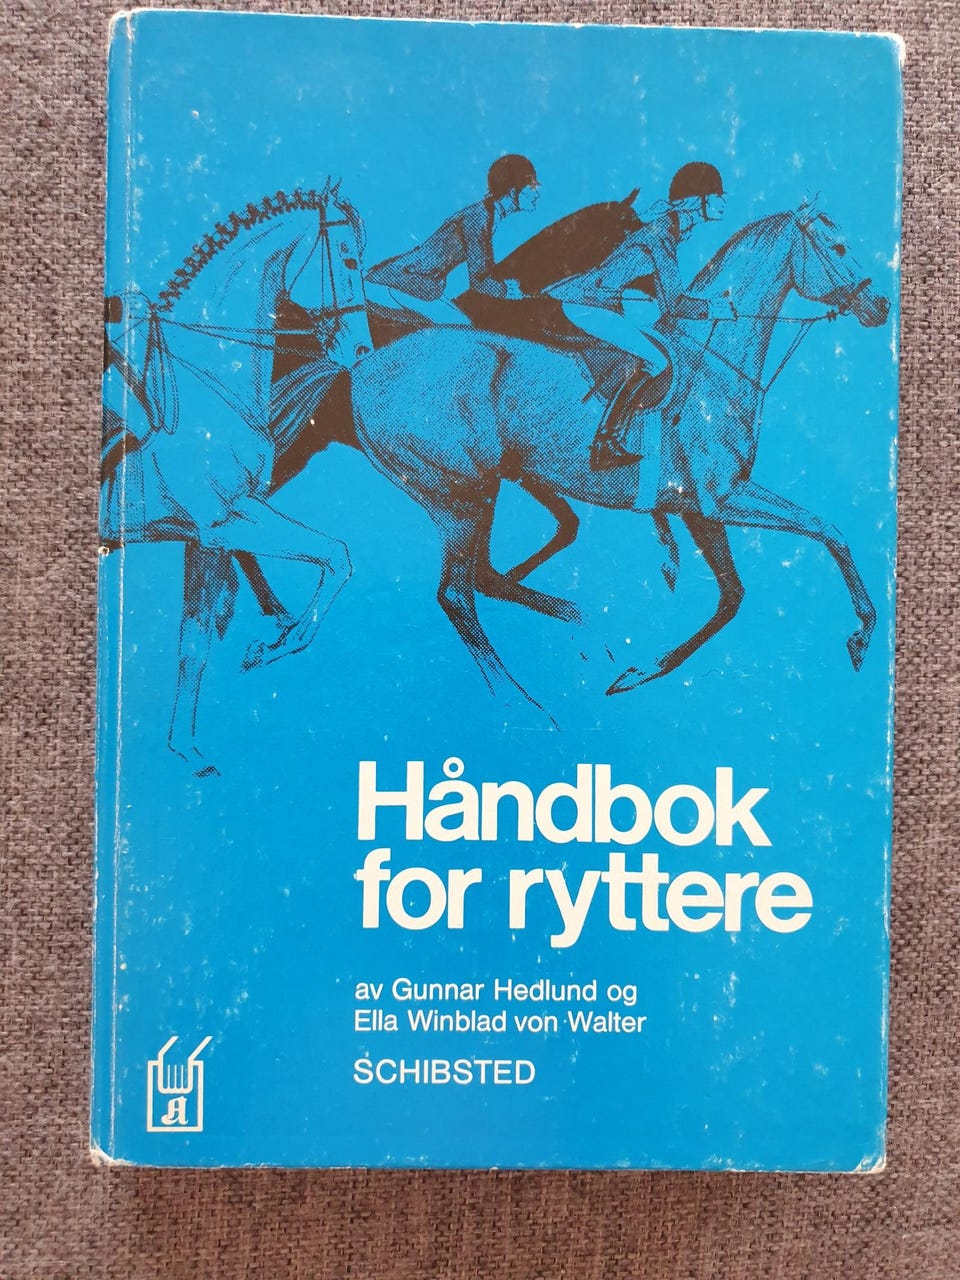 Håndbok
for ryttere
av Gunnar Hedlund og
Ella Winblad von Walter
SCHIBSTED
A